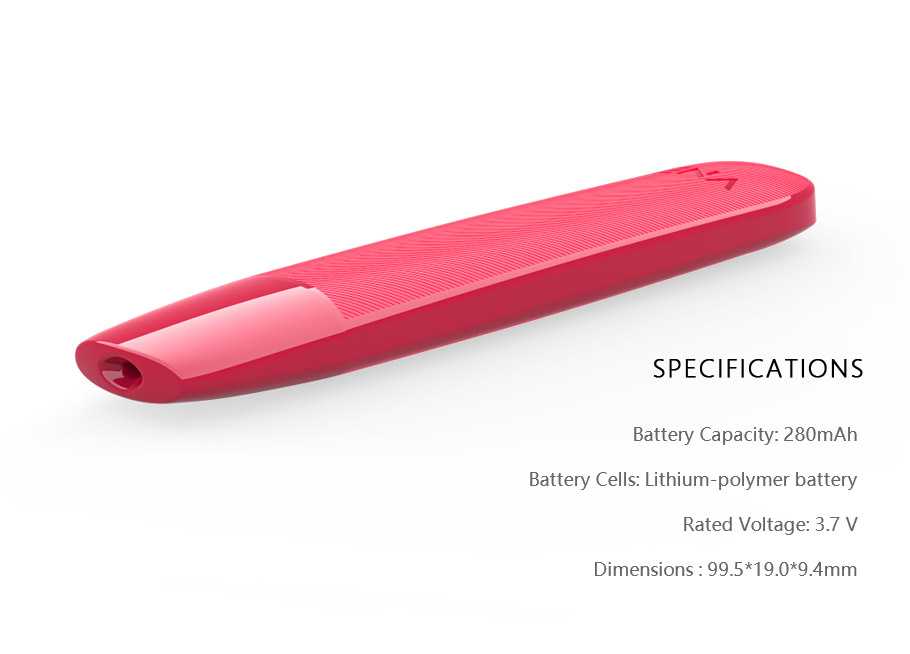 SPECIFICATIONS
Battery Capacity: 280mAh
Battery Cells: Lithium-polymer battery
Rated Voltage: 3.7 V
Dimensions : 99.5*19.0*9.4mm